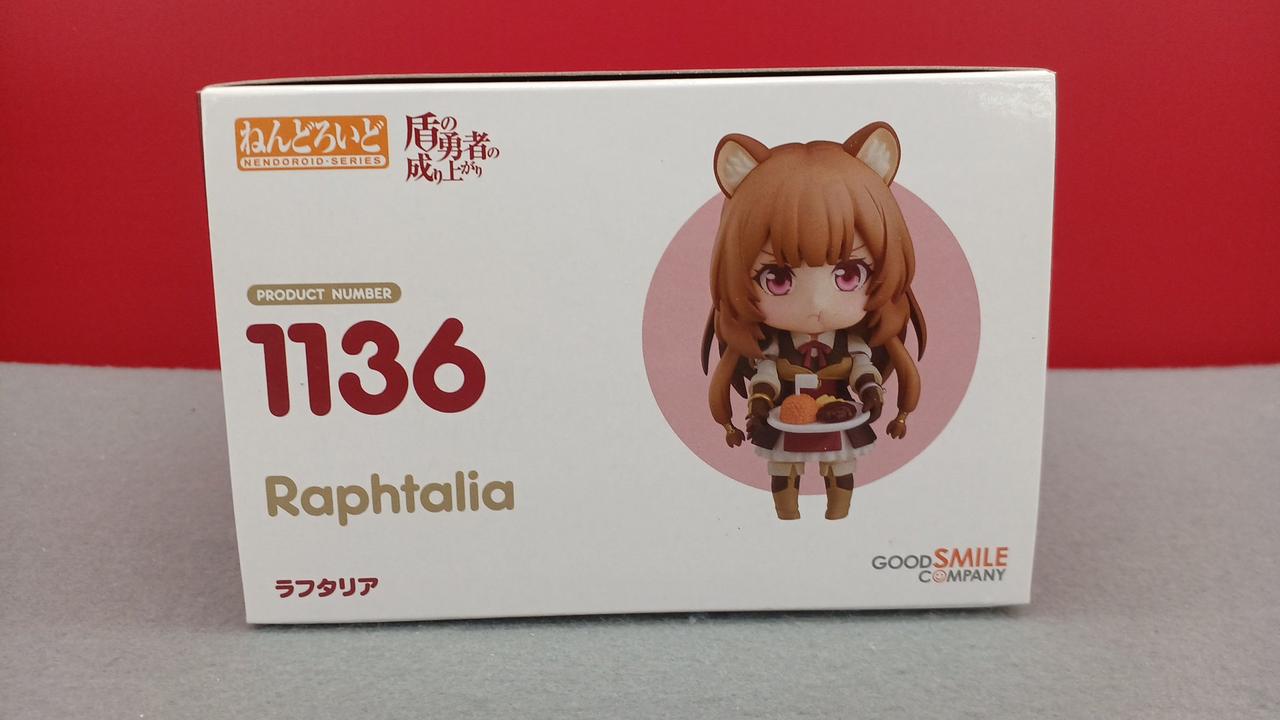 ねんどろいど
NENDOROID·SERIES
盾の勇者の
成り上がり
PRODUCT NUMBER
1136
Raphtalia
ラフタリア
GOOD SMILE
COMPANY